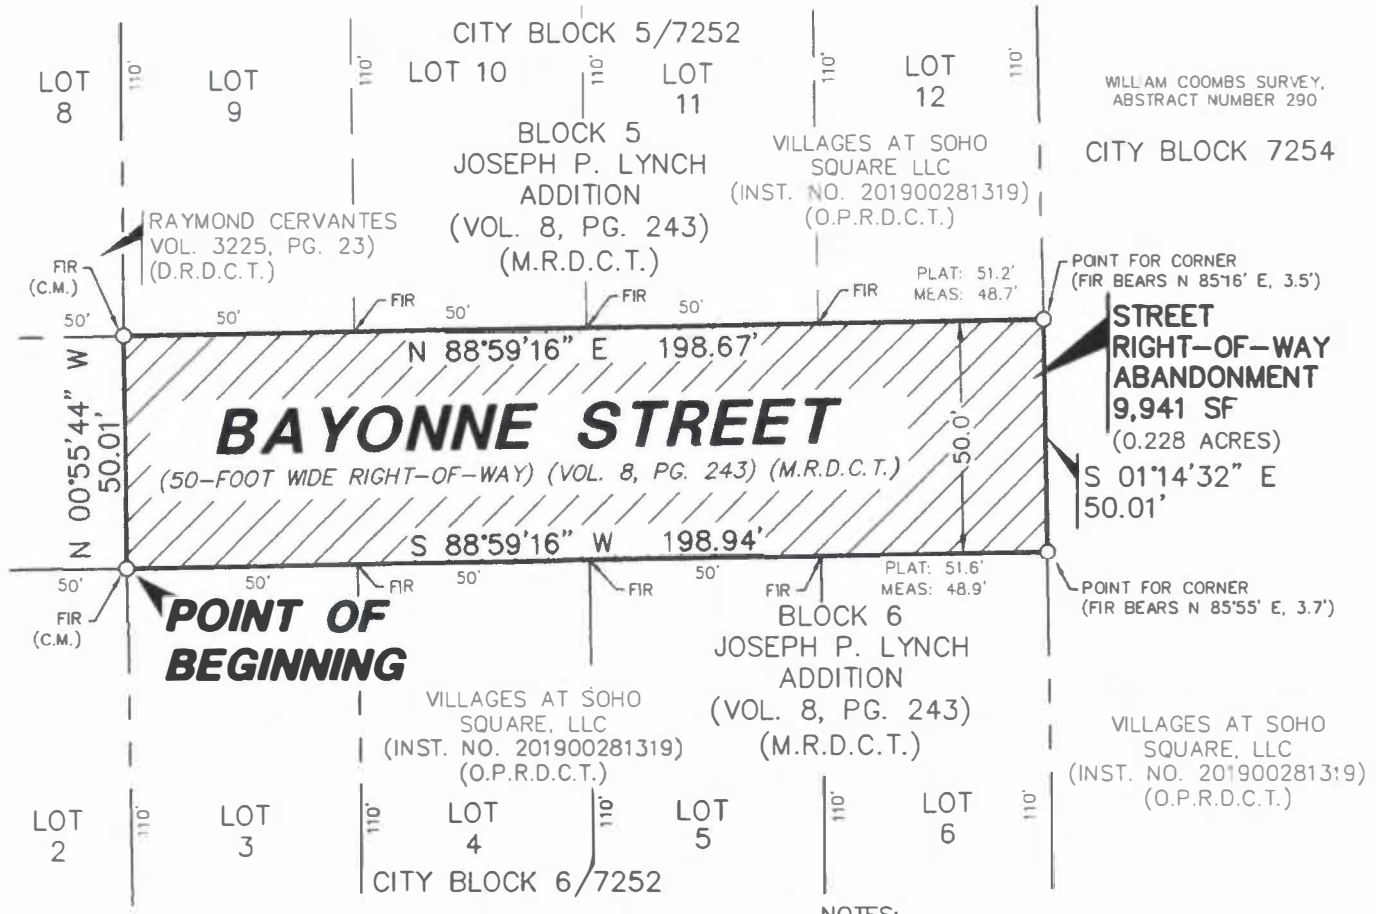 CITY BLOCK 5/7252
LOT
8
110'
LOT
9
110'
LOT 10
110'
LOT
11
110'
LOT
12
110'
WILLIAM COOMBS SURVEY,
ABSTRACT NUMBER 290
CITY BLOCK 7254
BLOCK 5
JOSEPH P. LYNCH
ADDITION
(VOL. 8, PG. 243)
(M.R.D.C.T.)
VILLAGES AT SOHO
SQUARE LLC
(INST. NO. 201900281319)
(O.P.R.D.C.T.)
RAYMOND CERVANTES
VOL. 3225, PG. 23)
(D.R.D.C.T.)
FIR
(C.M.)
50'
50'
FIR
50'
FIR
50'
FIR
PLAT: 51.2'
MEAS: 48.7'
POINT FOR CORNER
(FIR BEARS N 85°16' E, 3.5')
STREET
RIGHT-OF-WAY
ABANDONMENT
9,941 SF
(0.228 ACRES)
S 01°14'32" E
50.01'
N 88°59'16" E 198.67'
N 00°55'44" W
50.01'
BAYONNE STREET
(50-FOOT WIDE RIGHT-OF-WAY) (VOL. 8, PG. 243) (M.R.D.C.T.)
50.0'
S 88°59'16" W 198.94'
50'
FIR
(C.M.)
50'
FIR
50'
FIR
50'
FIR
PLAT: 51.6'
MEAS: 48.9'
POINT FOR CORNER
(FIR BEARS N 85°55' E, 3.7')
POINT OF
BEGINNING
BLOCK 6
JOSEPH P. LYNCH
ADDITION
(VOL. 8, PG. 243)
(M.R.D.C.T.)
VILLAGES AT SOHO
SQUARE, LLC
(INST. NO. 201900281319)
(O.P.R.D.C.T.)
VILLAGES AT SOHO
SQUARE, LLC
(INST. NO. 201900281319)
(O.P.R.D.C.T.)
LOT
2
110'
LOT
3
110'
LOT
4
110'
LOT
5
110'
LOT
6
110'
CITY BLOCK 6/7252
NOTES: